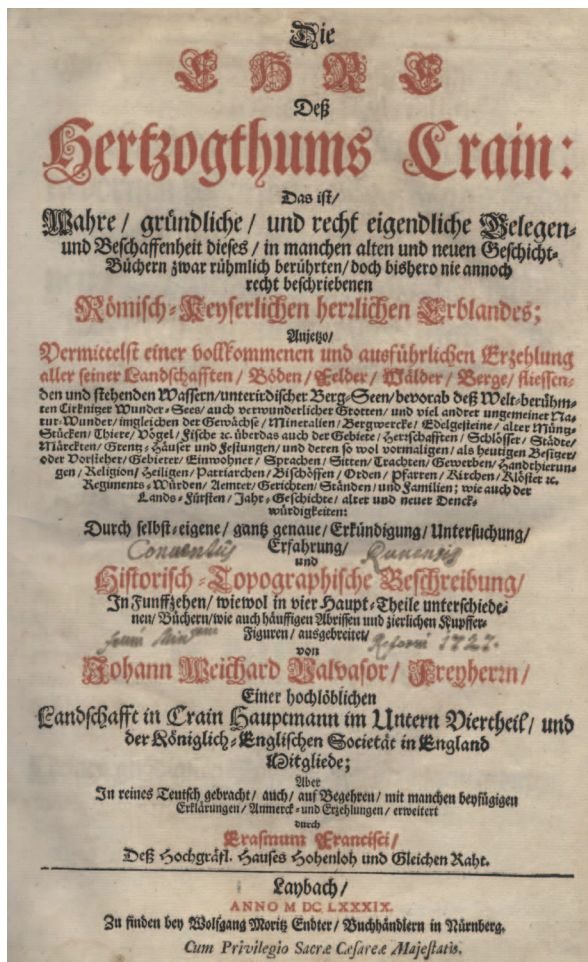 Die
EHRE
Deß
Hertzogthums Crain:
Das ist/
Wahre/ gründliche/ und recht eigendliche Gelegen-
und Beschaffenheit dieses/ in manchen alten und neuen Geschicht-
Büchern zwar rühmlich berührten/ doch bishero nie annoch
recht beschriebenen
Römisch-Keyserlichen herrlichen Erblandes;
Anjetzo/
Vermittelst einer vollkommenen und ausführlichen Erzehlung
aller seiner Landschafften/ Böden/ Felder/ Wälder/ Berge/ fliessen-
den und stehenden Wassern/ unterirdischer Berg-Seen/ bevorab deß Welt-berühm-
ten Cirknitzer Wunder-Sees/ auch verwunderlicher Grotten/ und viel andrer ungemeiner Na-
tur-Wunder/ imgleichen der Gewächse/ Mineralien/ Bergwercke/ Edelgesteine/ alter Müntz-
Stücken/ Thiere/ Vögel/ Fische ꝛc. überdas auch der Gebiete/ Herrschafften/ Schlösser/ Städte/
Märckten/ Grentz-Häuser und Festungen/ und deren so wol vormaligen/ als heutigen Besitzer/
oder Vorsteher/ Gebierer/ Einwohner/ Sprachen/ Sitten/ Trachten/ Gewerben/ Handthierun-
gen/ Religion/ Heiligen/ Patriarchen/ Bischöffen/ Orden/ Pfarren/ Kirchen/ Klöster ꝛc.
Regiments-Würden/ Aemter/ Gerichten/ Ständen/ und Familien; wie auch der
Lands-Fürsten/ Jahr-Geschichte/ alter und neuer Denck-
würdigkeiten:
Durch selbst-eigene/ gantz genaue/ Erkündigung/ Untersuchung/
Erfahrung/
Conventûs Runensis
und
Historisch-Topographische Beschreibung/
In Funffzehen/ wiewol in vier Haupt-Theile unterschiede-
nen/ Büchern/ wie auch häuffigen Abrissen und zierlichen Kupffer-
Figuren/ ausgebreitet/
1727.
von
Johann Weichard Valvasor/ Freyherrn/
Einer hochlöblichen
Landschafft in Crain Hauptmann im Untern Viertheil/ und
der Königlich-Englischen Societät in England
Mitgliede;
Aber
In reines Teutsch gebracht/ auch/ auf Begehren/ mit manchen beyfügigen
Erklärungen/ Anmerck- und Erzehlungen/ erweitert
durch
Erasmum Francisci/
Deß Hochgräfl. Hauses Hohenloh und Gleichen Raht.
Laybach/
ANNO M DC LXXXIX.
Zu finden bey Wolfgang Moritz Endter/ Buchhändlern in Nürnberg.
Cum Privilegio Sacræ Cesareæ Majestatis.